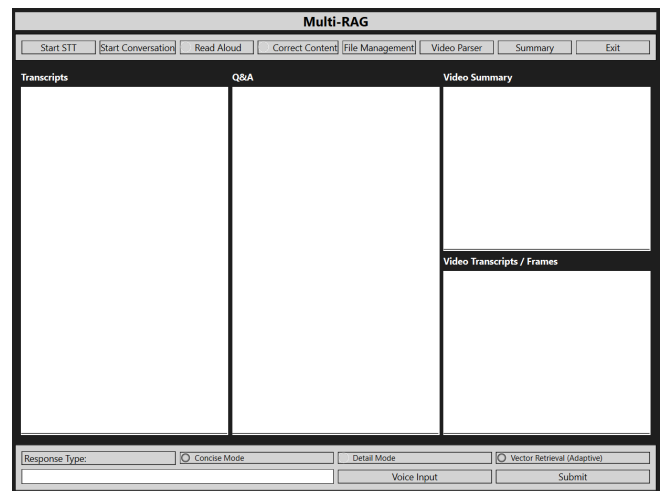 Multi-RAG
Start STT Start Conversation Read Aloud Correct Content File Management Video Parser Summary Exit
Transcripts Q&A Video Summary
Video Transcripts / Frames
Response Type: Concise Mode Detail Mode Vector Retrieval (Adaptive)
Voice Input Submit